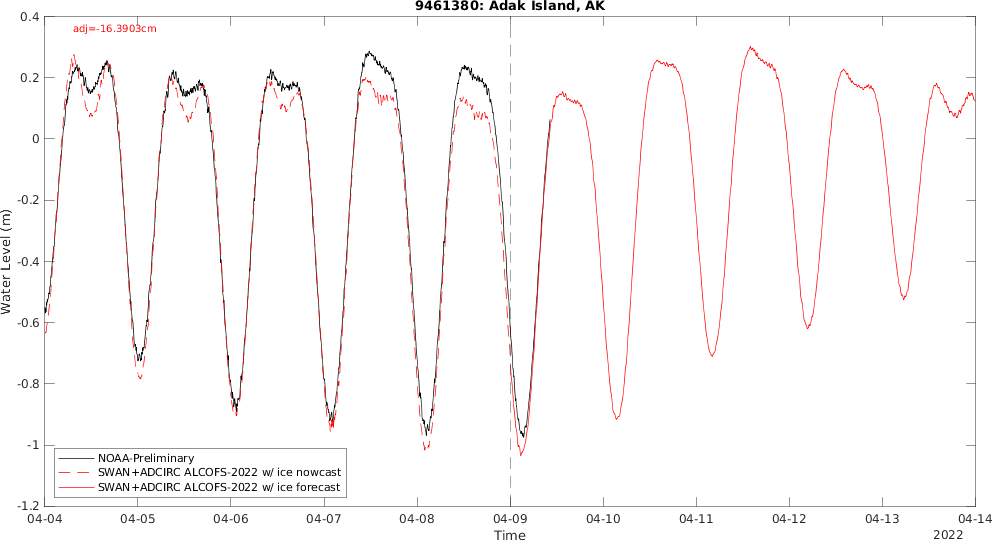 9461380: Adak Island, AK
adj=-16.3903cm
0.4
0.2
0
-0.2
-0.4
-0.6
-0.8
-1
-1.2
Water Level (m)
NOAA-Preliminary
SWAN+ADCIRC ALCOFS-2022 w/ ice nowcast
SWAN+ADCIRC ALCOFS-2022 w/ ice forecast
04-04 04-05 04-06 04-07 04-08 04-09 04-10 04-11 04-12 04-13 04-14
Time
2022